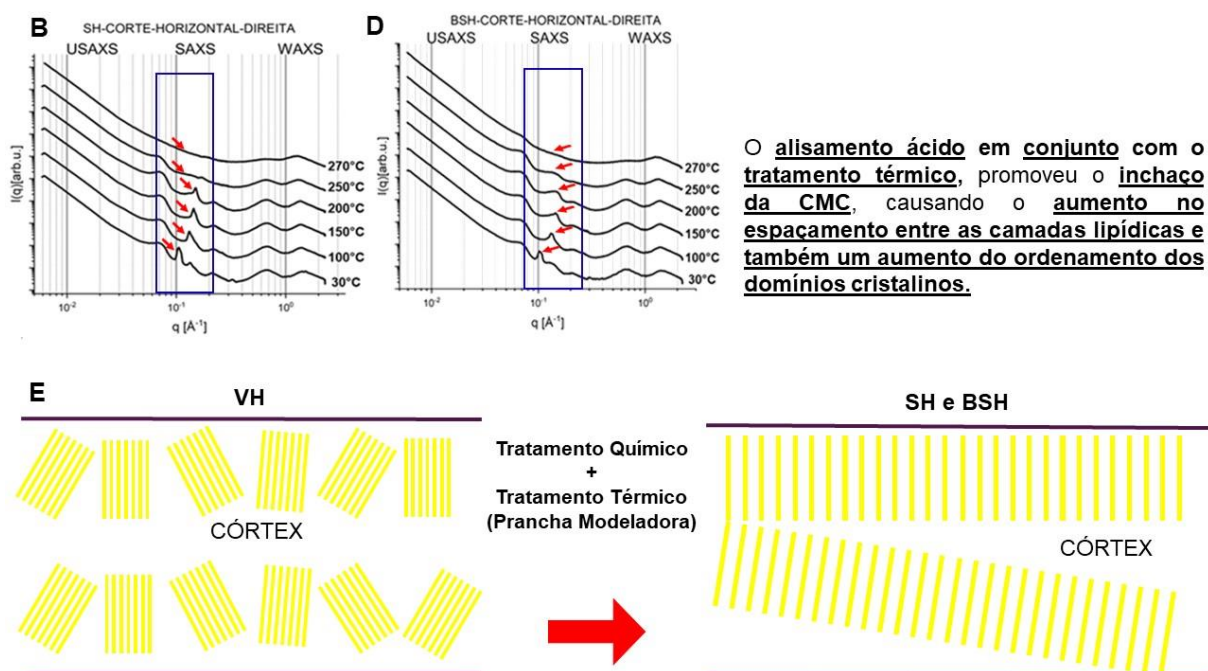 B
SH-CORTE-HORIZONTAL-DIREITA
USAXS SAXS WAXS
I(q)[arb.u.]
270°C
250°C
200°C
150°C
100°C
30°C
10⁻² 10⁻¹ 10⁰
q [Å⁻¹]
D
BSH-CORTE-HORIZONTAL-DIREITA
USAXS SAXS WAXS
I(q)[arb.u.]
270°C
250°C
200°C
150°C
100°C
30°C
10⁻² 10⁻¹ 10⁰
q [Å⁻¹]
O alisamento ácido em conjunto com o
tratamento térmico, promoveu o inchaço
da CMC, causando o aumento no
espaçamento entre as camadas lipídicas e
também um aumento do ordenamento dos
domínios cristalinos.
E
VH
CÓRTEX
Tratamento Químico
+
Tratamento Térmico
(Prancha Modeladora)
SH e BSH
CÓRTEX